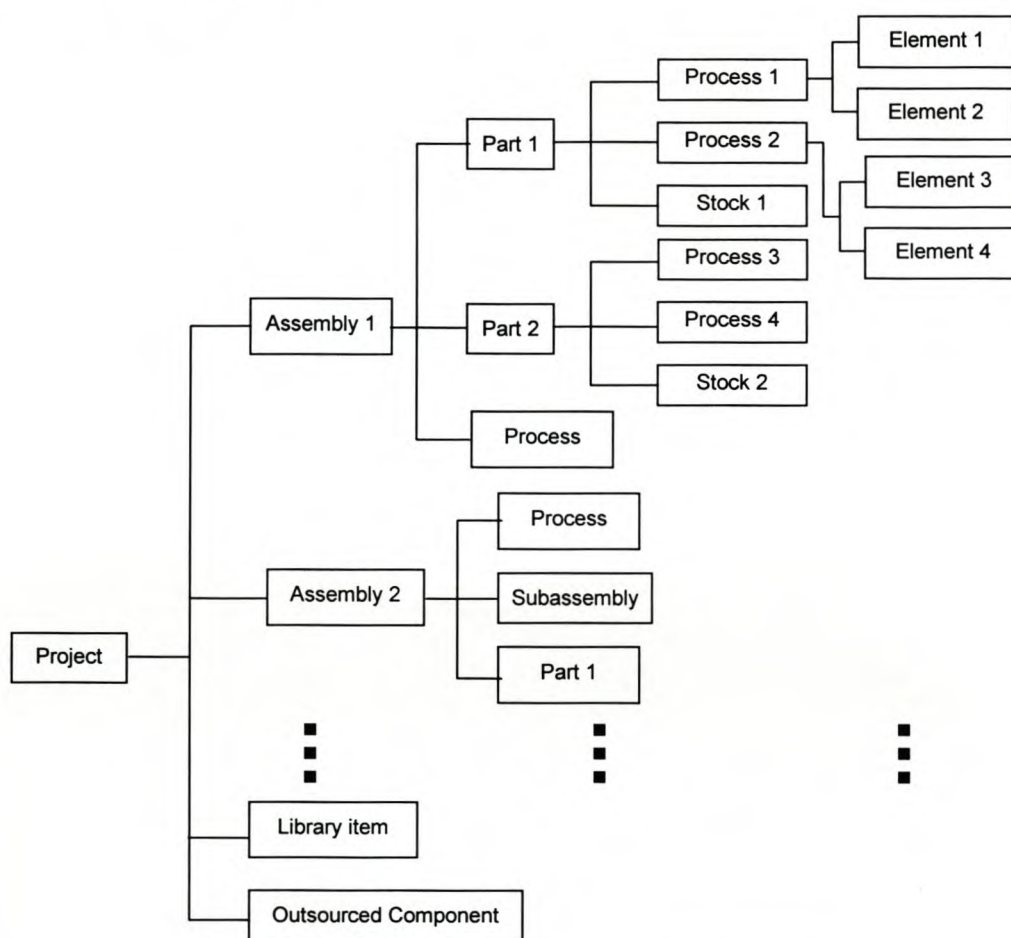 Element 1
Process 1
Element 2
Part 1
Process 2
Element 3
Stock 1
Element 4
Process 3
Assembly 1
Part 2
Process 4
Stock 2
Process
Process
Assembly 2
Subassembly
Project
Part 1
Library item
Outsourced Component